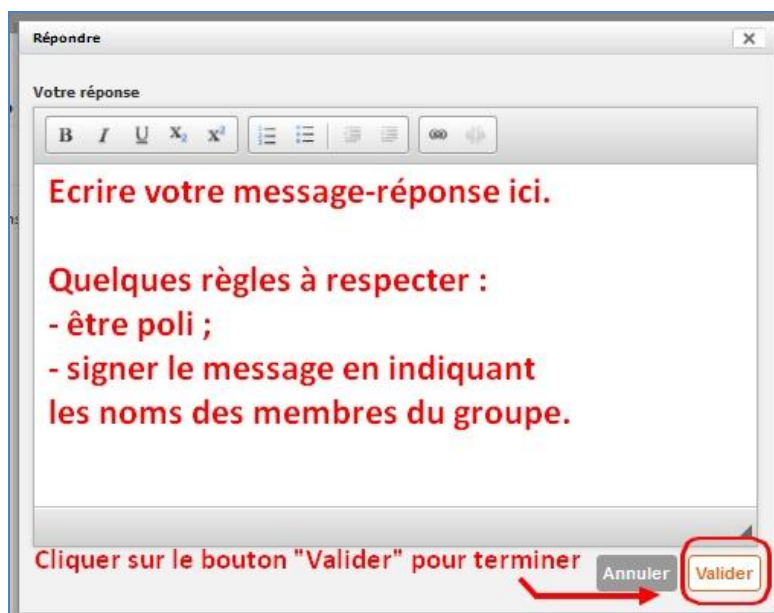 Répondre
Votre réponse
B I U X₂ X²
Ecrire votre message-réponse ici.
Quelques règles à respecter :
- être poli ;
- signer le message en indiquant
les noms des membres du groupe.
Cliquer sur le bouton "Valider" pour terminer
Annuler Valider